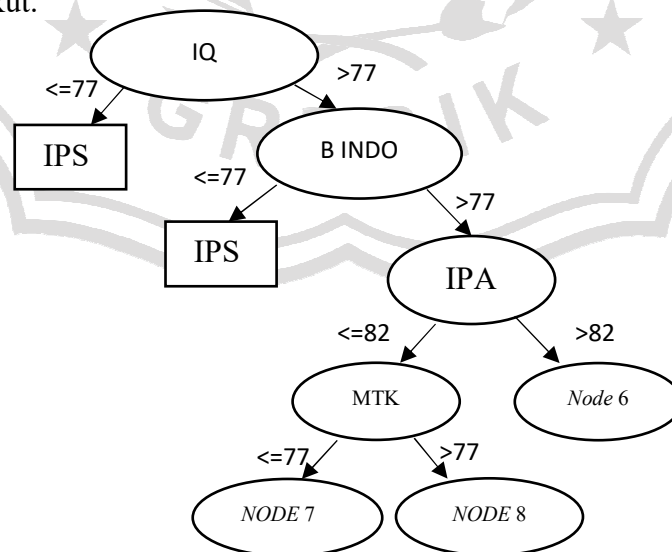 kut:
IQ
<=77
>77
IPS
B INDO
<=77
>77
IPS
IPA
<=82
>82
MTK
Node 6
<=77
>77
NODE 7
NODE 8